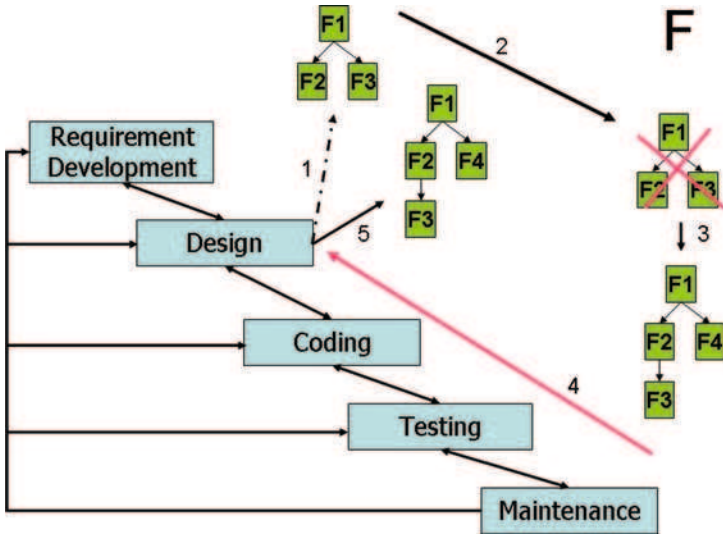 F1
F2 F3
2
F
F1
F2 F4
F3
F1
F2 F3
3
Requirement
Development
1
5
Design
F1
F2 F4
F3
Coding
4
Testing
Maintenance